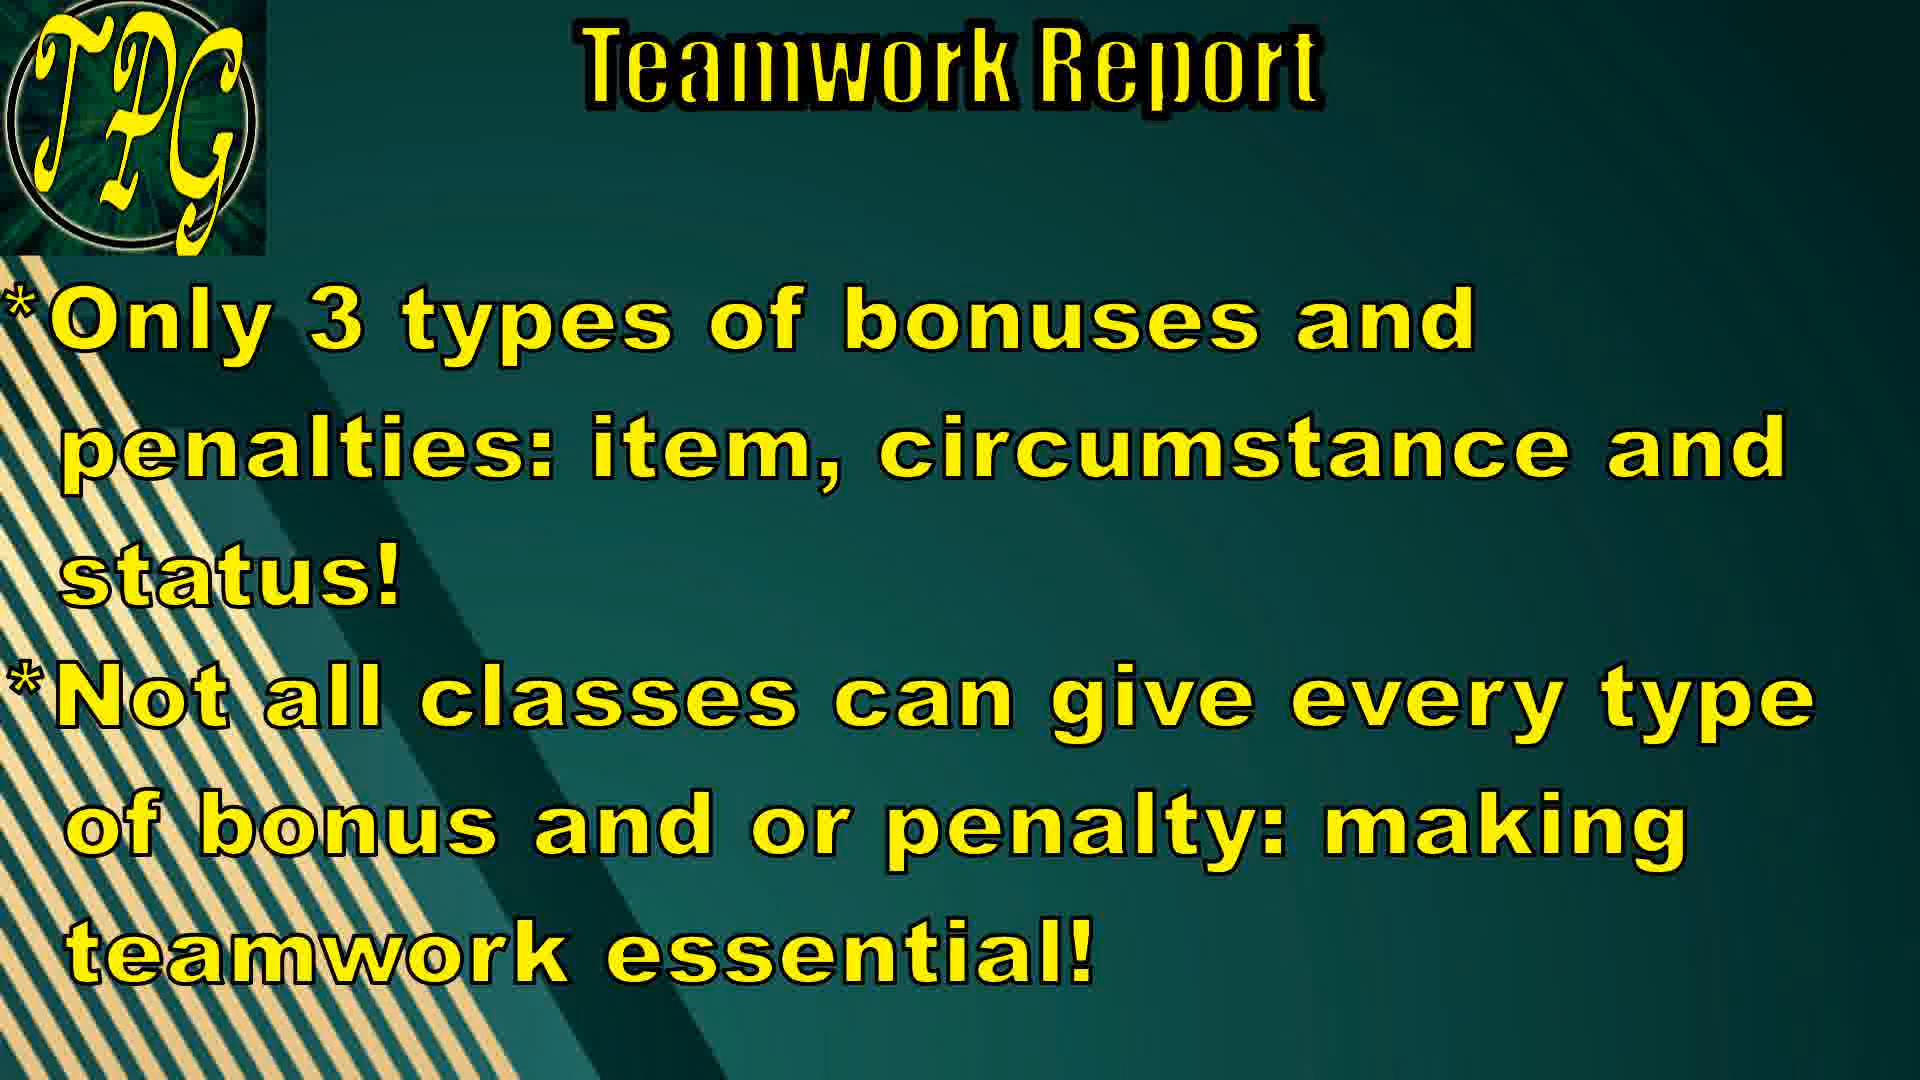 TPG
Teamwork Report
*Only 3 types of bonuses and
penalties: item, circumstance and
status!
*Not all classes can give every type
of bonus and or penalty: making
teamwork essential!